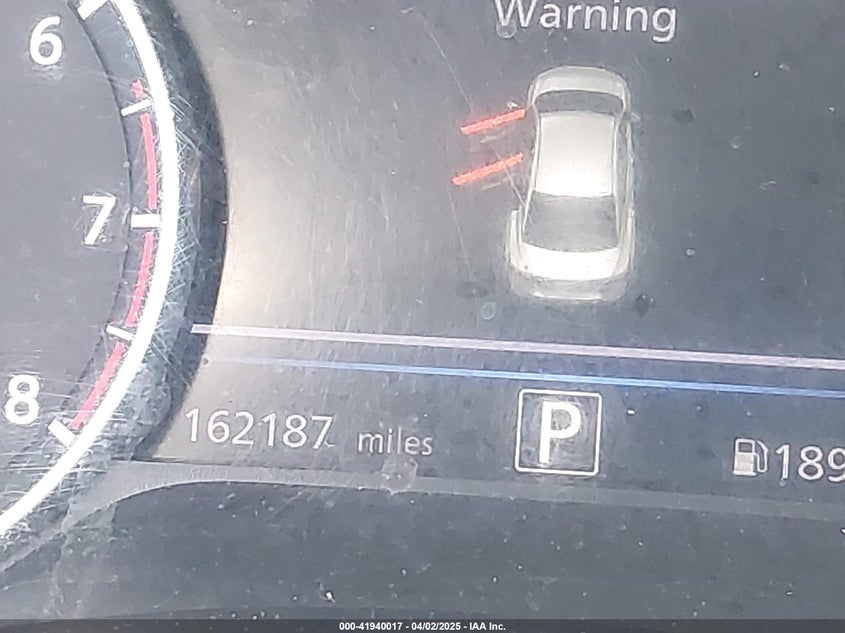 Warning
6
7
8
162187 miles
P
189
000-41940017 - 04/02/2025 - IAA Inc.